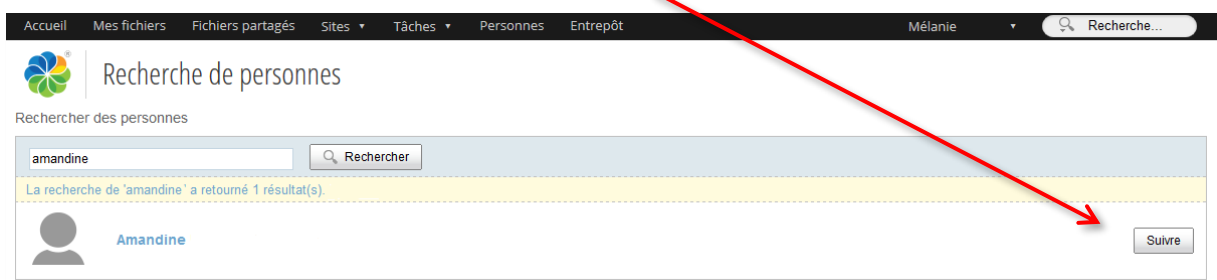 Accueil Mes fichiers Fichiers partagés Sites Tâches Personnes Entrepôt Mélanie Recherche...
Recherche de personnes
Rechercher des personnes
amandine Rechercher
La recherche de 'amandine' a retourné 1 résultat(s).
Amandine Suivre